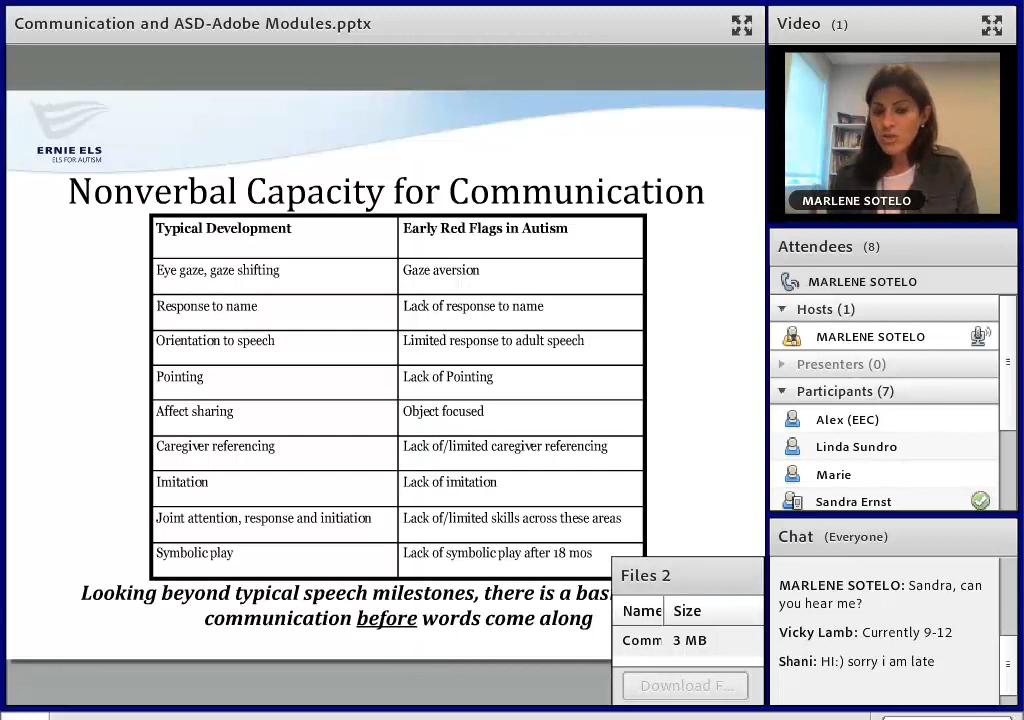 Communication and ASD-Adobe Modules.pptx
ERNIE ELS
ELS FOR AUTISM
Nonverbal Capacity for Communication
Typical Development Early Red Flags in Autism
Eye gaze, gaze shifting Gaze aversion
Response to name Lack of response to name
Orientation to speech Limited response to adult speech
Pointing Lack of Pointing
Affect sharing Object focused
Caregiver referencing Lack of/limited caregiver referencing
Imitation Lack of imitation
Joint attention, response and initiation Lack of/limited skills across these areas
Symbolic play Lack of symbolic play after 18 mos
Looking beyond typical speech milestones, there is a bas
communication before words come along
Files 2
Name Size
Comm 3 MB
Download F...
Video (1)
MARLENE SOTELO
Attendees (8)
MARLENE SOTELO
Hosts (1)
MARLENE SOTELO
Presenters (0)
Participants (7)
Alex (EEC)
Linda Sundro
Marie
Sandra Ernst
Chat (Everyone)
MARLENE SOTELO: Sandra, can
you hear me?
Vicky Lamb: Currently 9-12
Shani: HI:) sorry i am late